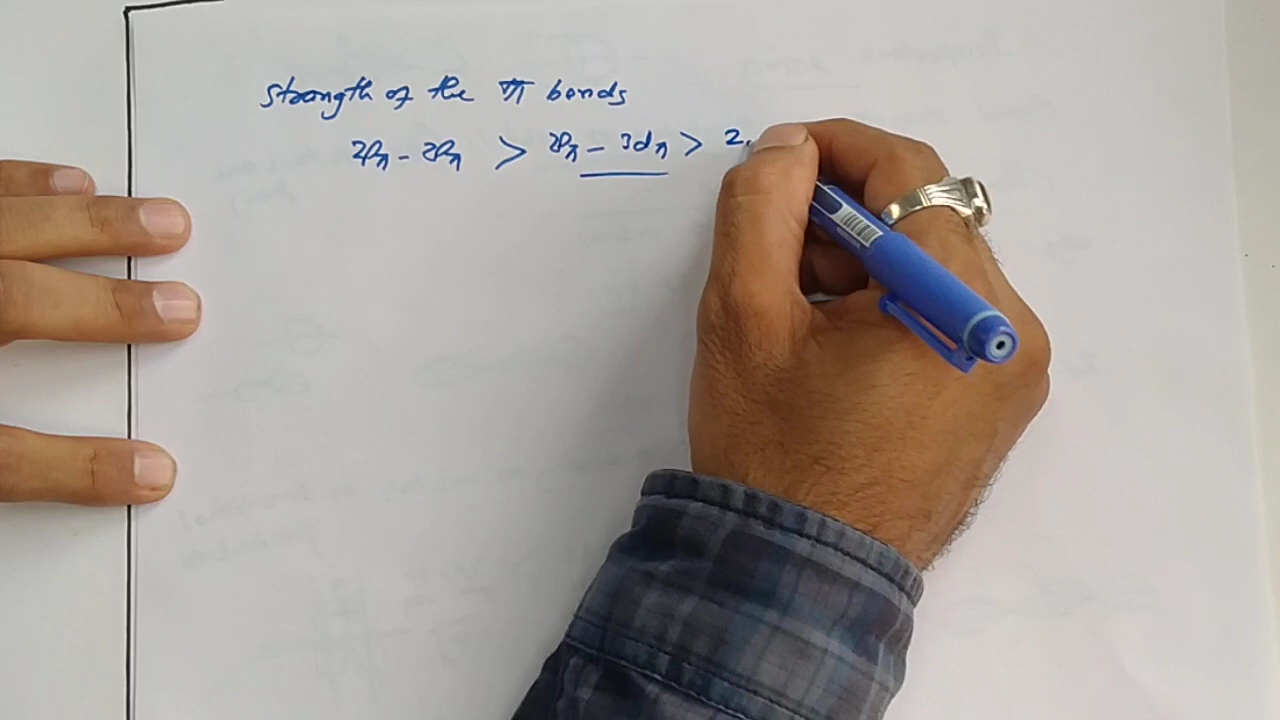 strength of the π bonds
2Pπ - 2Pπ > 2Pπ - 3dπ > 2